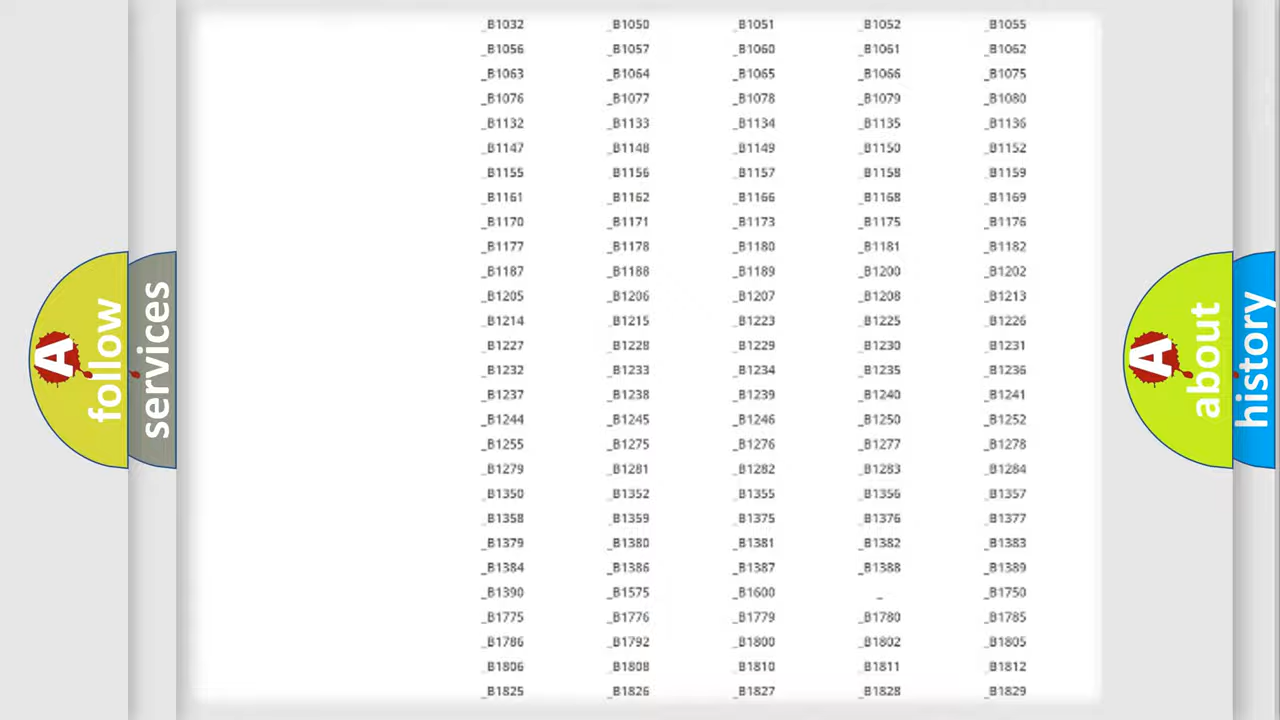 _B1032 _B1050 _B1051 _B1052 _B1055
_B1056 _B1057 _B1060 _B1061 _B1062
_B1063 _B1064 _B1065 _B1066 _B1075
_B1076 _B1077 _B1078 _B1079 _B1080
_B1132 _B1133 _B1134 _B1135 _B1136
_B1147 _B1148 _B1149 _B1150 _B1152
_B1155 _B1156 _B1157 _B1158 _B1159
_B1161 _B1162 _B1166 _B1168 _B1169
_B1170 _B1171 _B1173 _B1175 _B1176
_B1177 _B1178 _B1180 _B1181 _B1182
_B1187 _B1188 _B1189 _B1200 _B1202
_B1205 _B1206 _B1207 _B1208 _B1213
_B1214 _B1215 _B1223 _B1225 _B1226
_B1227 _B1228 _B1229 _B1230 _B1231
_B1232 _B1233 _B1234 _B1235 _B1236
_B1237 _B1238 _B1239 _B1240 _B1241
_B1244 _B1245 _B1246 _B1250 _B1252
_B1255 _B1275 _B1276 _B1277 _B1278
_B1279 _B1281 _B1282 _B1283 _B1284
_B1350 _B1352 _B1355 _B1356 _B1357
_B1358 _B1359 _B1375 _B1376 _B1377
_B1379 _B1380 _B1381 _B1382 _B1383
_B1384 _B1386 _B1387 _B1388 _B1389
_B1390 _B1575 _B1600 _ _B1750
_B1775 _B1776 _B1779 _B1780 _B1785
_B1786 _B1792 _B1800 _B1802 _B1805
_B1806 _B1808 _B1810 _B1811 _B1812
_B1825 _B1826 _B1827 _B1828 _B1829
A follow
services
A about
history